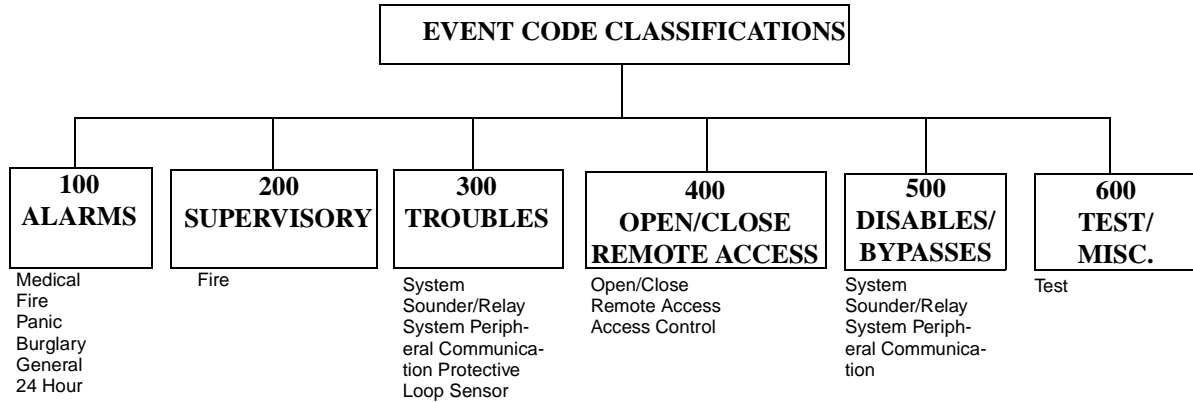 EVENT CODE CLASSIFICATIONS
100
ALARMS
Medical
Fire
Panic
Burglary
General
24 Hour
200
SUPERVISORY
Fire
300
TROUBLES
System
Sounder/Relay
System Periph-
eral Communica-
tion Protective
Loop Sensor
400
OPEN/CLOSE
REMOTE ACCESS
Open/Close
Remote Access
Access Control
500
DISABLES/
BYPASSES
System
Sounder/Relay
System Periph-
eral Communica-
tion
600
TEST/
MISC.
Test